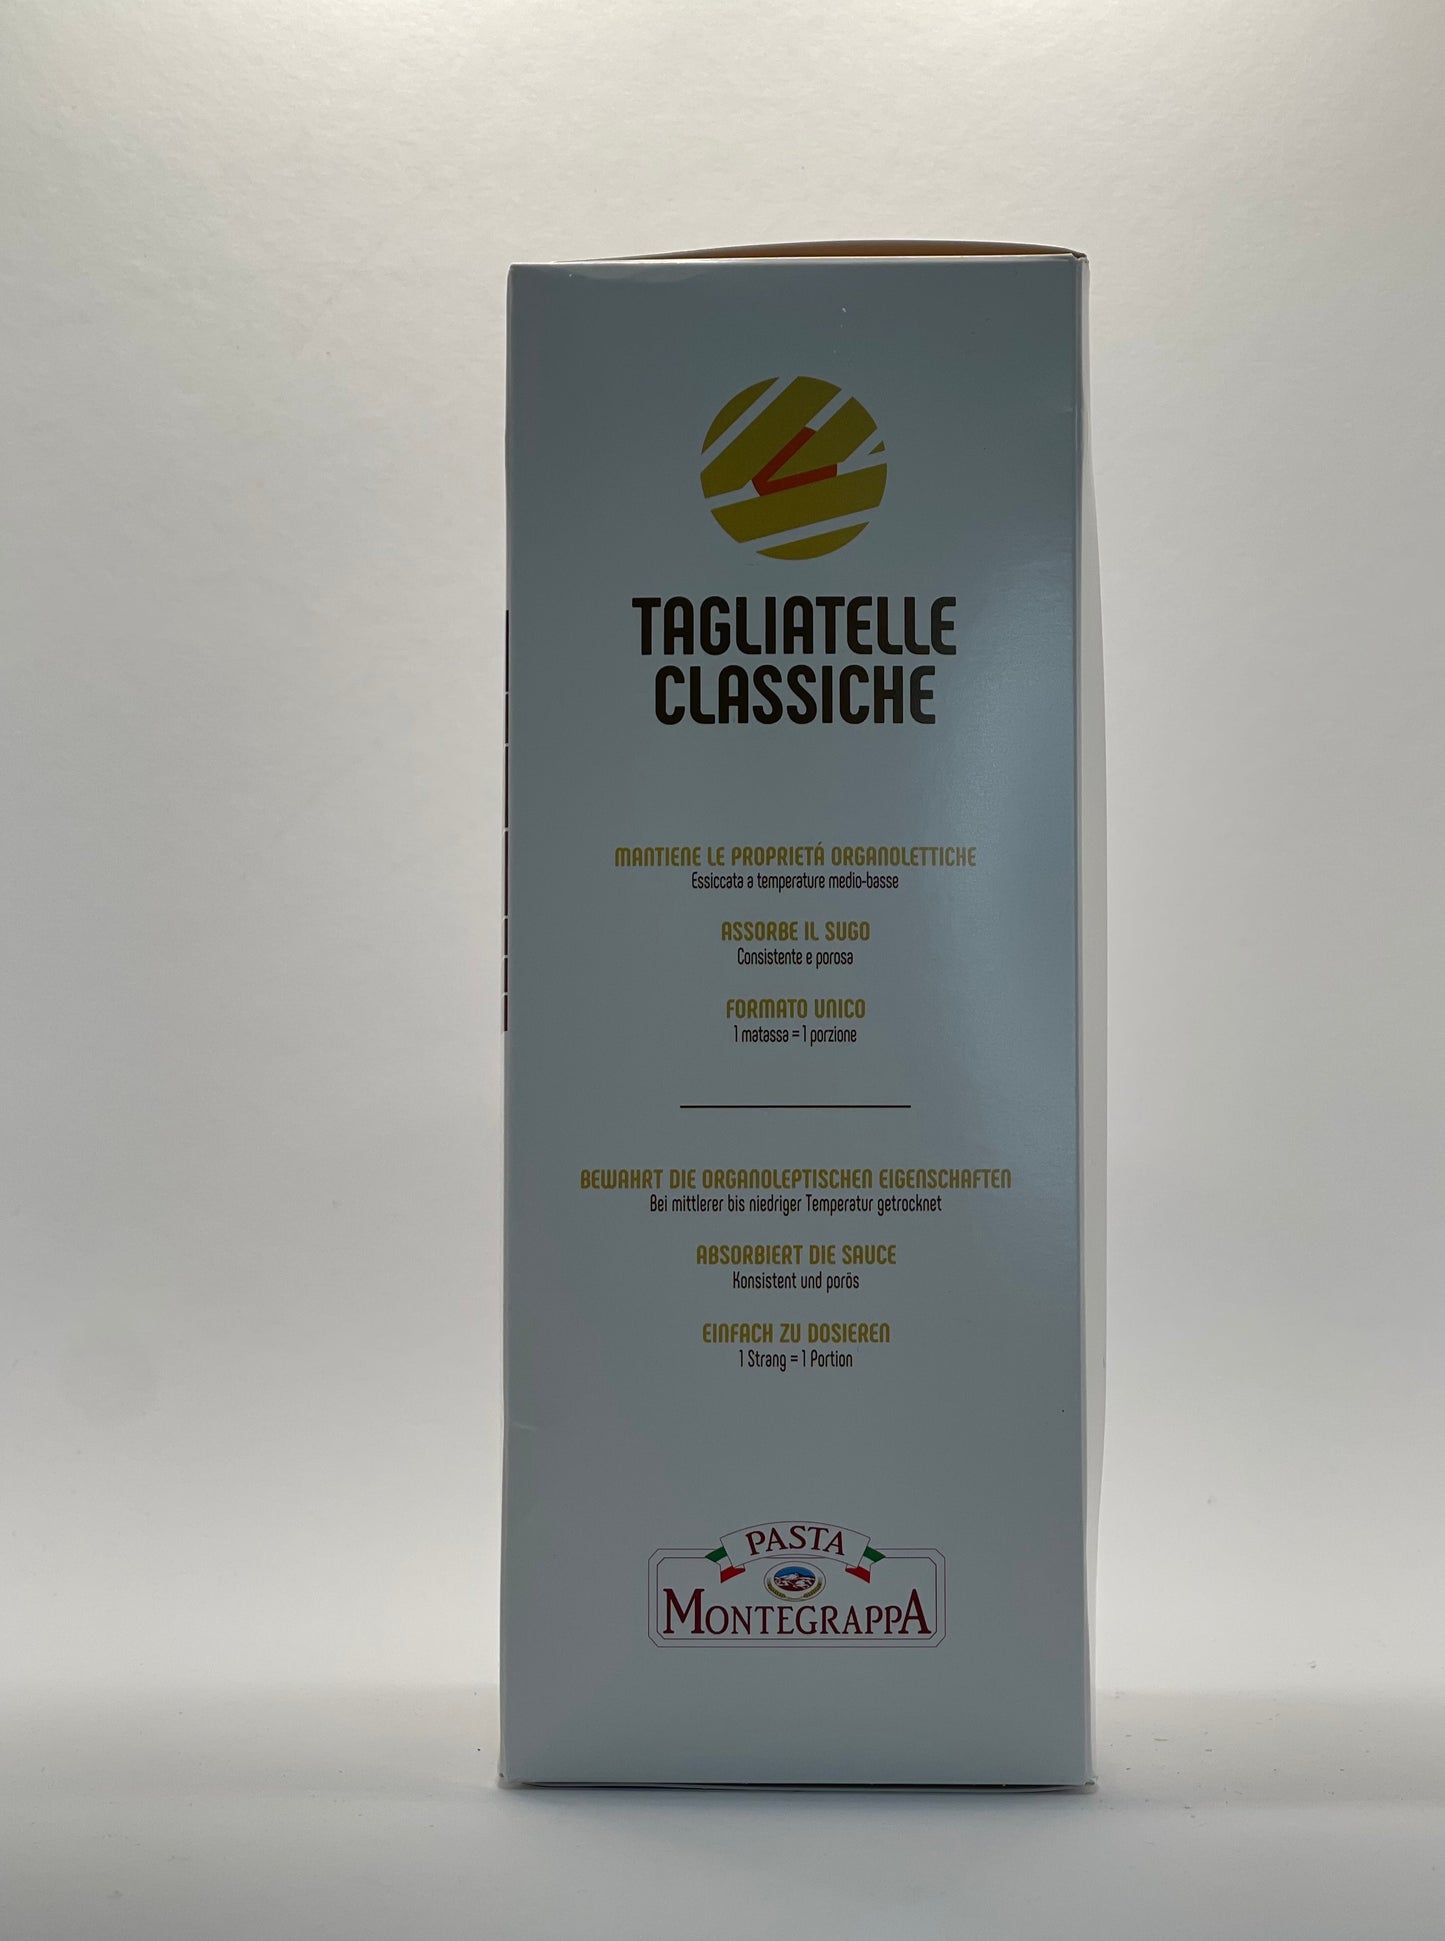 TAGLIATELLE
CLASSICHE
MANTIENE LE PROPRIETÁ ORGANOLETTICHE
Essiccata a temperature medio-basse
ASSORBE IL SUGO
Consistente e porosa
FORMATO UNICO
1 matassa = 1 porzione
BEWAHRT DIE ORGANOLEPTISCHEN EIGENSCHAFTEN
Bei mittlerer bis niedriger Temperatur getrocknet
ABSORBIERT DIE SAUCE
Konsistent und porös
EINFACH ZU DOSIEREN
1 Strang = 1 Portion
PASTA
MONTEGRAPPA